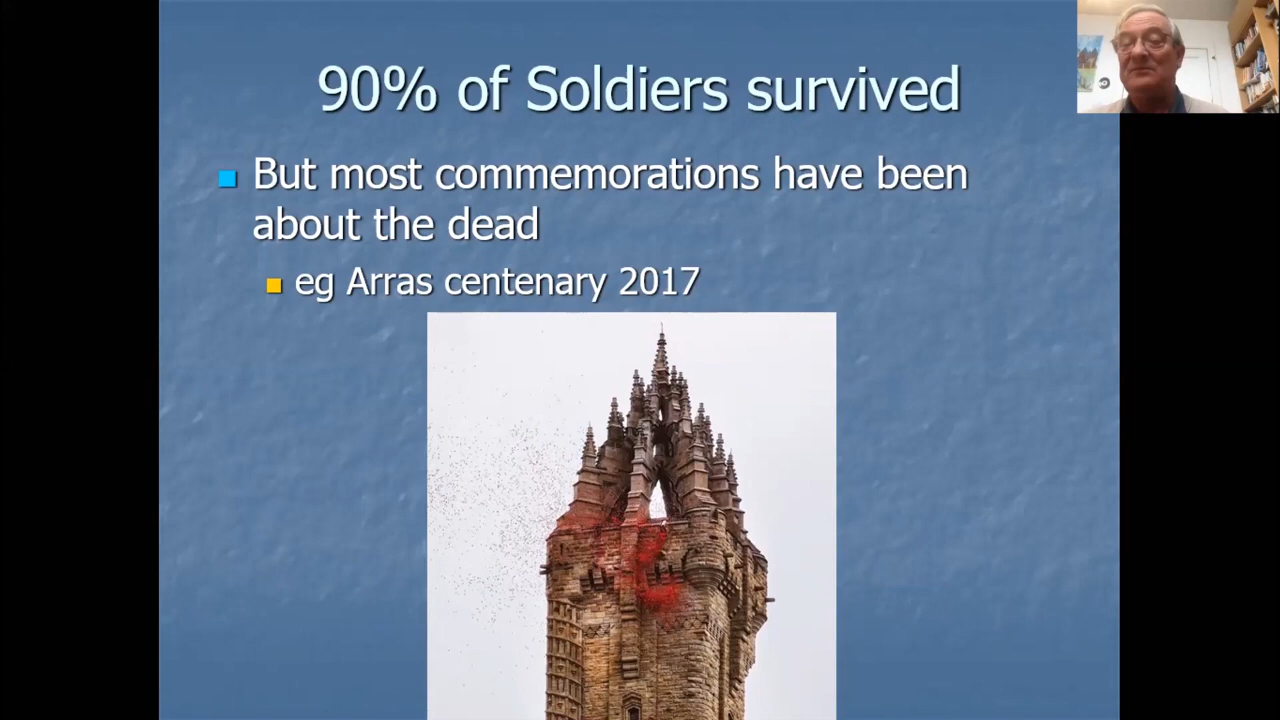 90% of Soldiers survived
But most commemorations have been
about the dead
eg Arras centenary 2017